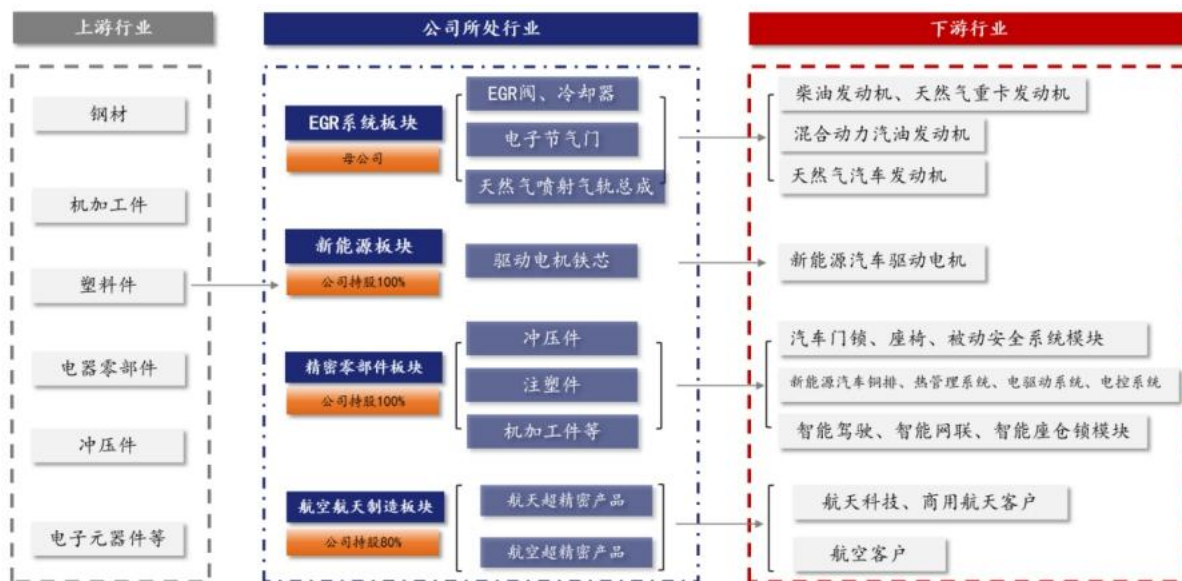 上游行业
钢材
机加工件
塑料件
电器零部件
冲压件
电子元器件等
公司所处行业
EGR系统板块
母公司
EGR阀、冷却器
电子节气门
天然气喷射气轨总成
新能源板块
公司持股100%
驱动电机铁芯
精密零部件板块
公司持股100%
冲压件
注塑件
机加工件等
航空航天制造板块
公司持股80%
航天超精密产品
航空超精密产品
下游行业
柴油发动机、天然气重卡发动机
混合动力汽油发动机
天然气汽车发动机
新能源汽车驱动电机
汽车门锁、座椅、被动安全系统模块
新能源汽车铜排、热管理系统、电驱动系统、电控系统
智能驾驶、智能网联、智能座仓锁模块
航天科技、商用航天客户
航空客户